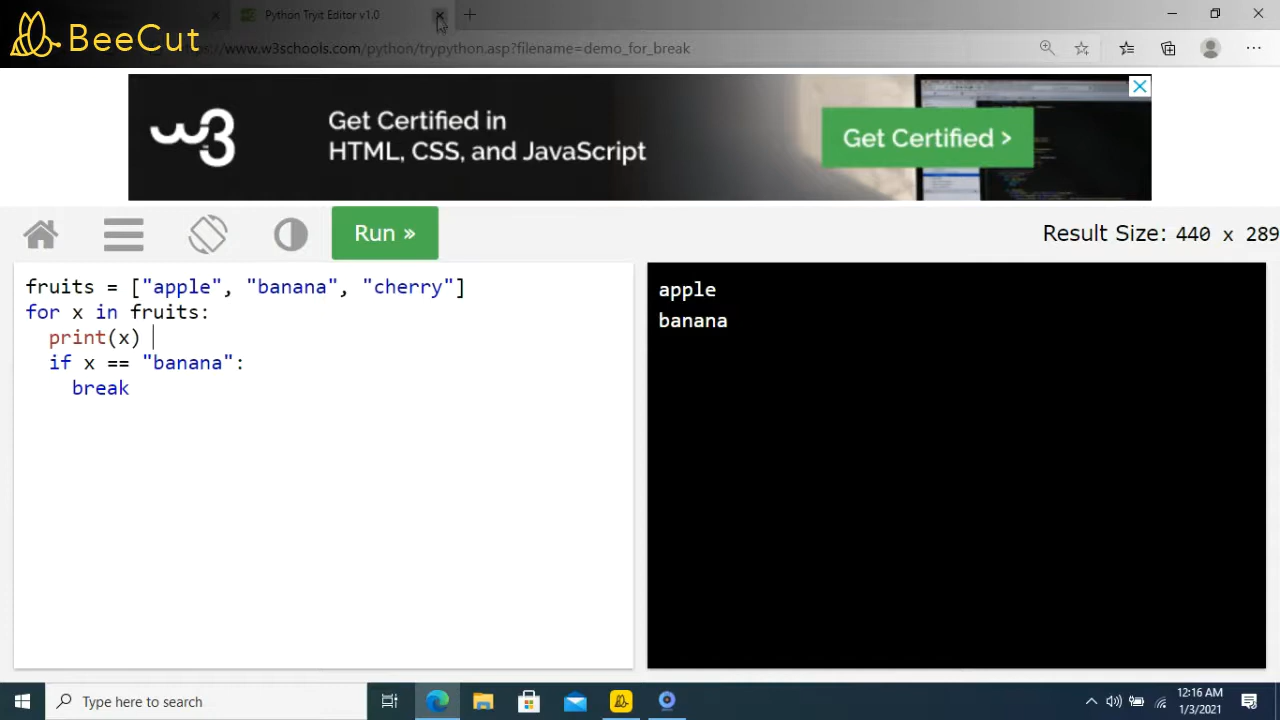 Python Tryit Editor v1.0
BeeCut
www.w3schools.com/python/trypython.asp?filename=demo_for_break
w3
Get Certified in
HTML, CSS, and JavaScript
Get Certified >
Run »
Result Size: 440 x 289
fruits = ["apple", "banana", "cherry"]
for x in fruits:
  print(x)
  if x == "banana":
    break
apple
banana
Type here to search
12:16 AM
1/3/2021